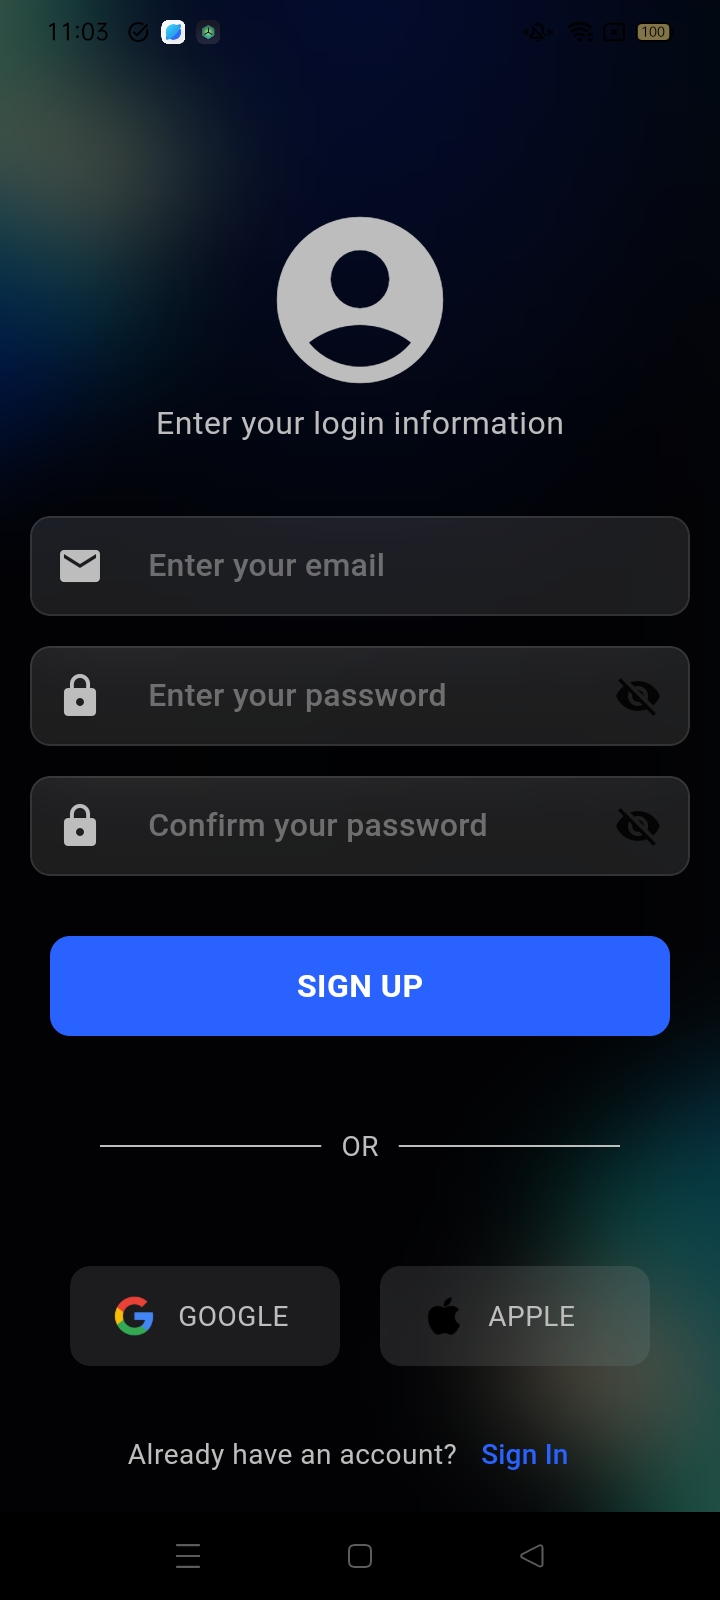 11:03
100
Enter your login information
Enter your email
Enter your password
Confirm your password
SIGN UP
OR
GOOGLE
APPLE
Already have an account? Sign In